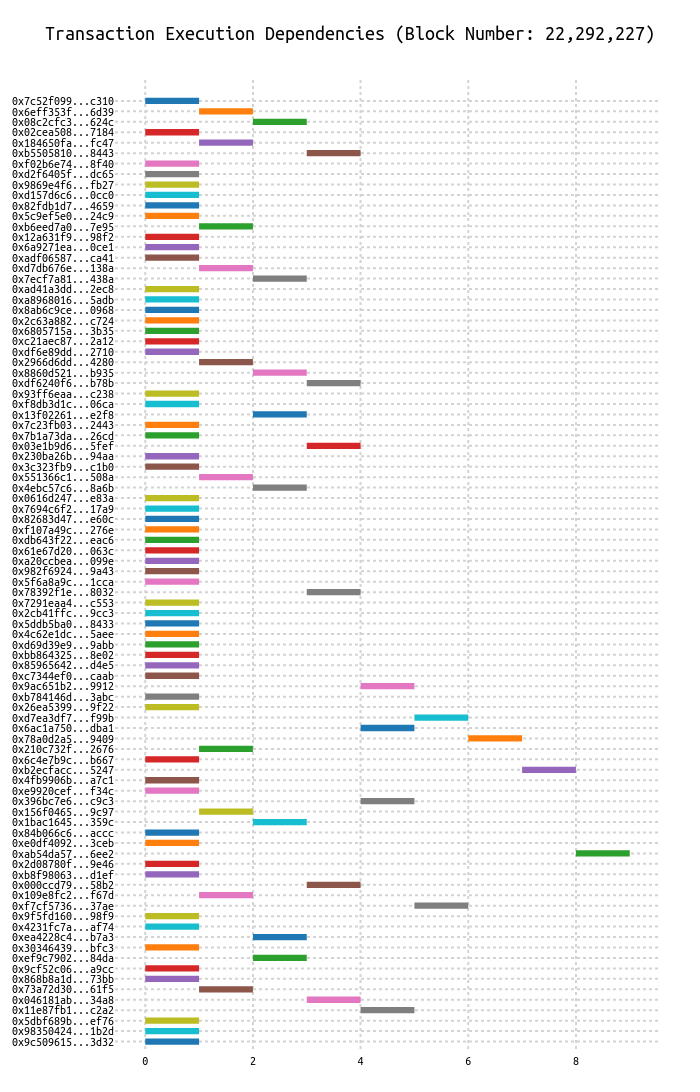 Transaction Execution Dependencies (Block Number: 22,292,227)
0x7c52f099...c310
0x6eff353f...6d39
0x08c2cfc3...624c
0x02cea508...7184
0x184650fa...fc47
0xb5505810...8443
0xf02b6e74...8f40
0xd2f6405f...dc65
0x9869e4f6...fb27
0xd157d6c6...0cc0
0x82fdb1d7...4659
0x5c9ef5e0...24c9
0xb6eed7a0...7e95
0x12a631f9...98f2
0x6a9271ea...0ce1
0xadf06587...ca41
0xd7db676e...138a
0x7ecf7a81...438a
0xad41a3dd...2ec8
0xa8968016...5adb
0x8ab6c9ce...0968
0x2c63a882...c724
0x6805715a...3b35
0xc21aec87...2a12
0xdf6e89dd...2710
0x2966d6dd...4280
0x8860d521...b935
0xdf6240f6...b78b
0x93ff6eaa...c238
0xf8db3d1c...06ca
0x13f02261...e2f8
0x7c23fb03...2443
0x7b1a73da...26cd
0x03e1b9d6...5fef
0x230ba26b...94aa
0x3c323fb9...c1b0
0x551366c1...508a
0x4ebc57c6...8a6b
0x0616d247...e83a
0x7694c6f2...17a9
0x82683d47...e60c
0xf107a49c...276e
0xdb643f22...eac6
0x61e67d20...063c
0xa20ccbea...099e
0x982f6924...9a43
0x5f6a8a9c...1cca
0x78392f1e...8032
0x7291eaa4...c553
0x2cb41ffc...9cc3
0x5ddb5ba0...8433
0x4c62e1dc...5aee
0xd69d39e9...9abb
0xbb864325...8e02
0x85965642...d4e5
0xc7344ef0...caab
0x9ac651b2...9912
0xb784146d...3abc
0x26ea5399...9f22
0xd7ea3df7...f99b
0x6ac1a750...dba1
0x78a0d2a5...9409
0x210c732f...2676
0x6c4e7b9c...b667
0xb2ecfacc...5247
0x4fb9906b...a7c1
0xe9920cef...f34c
0x396bc7e6...c9c3
0x156f0465...9c97
0x1bac1645...359c
0x84b066c6...accc
0xe0df4092...3ceb
0xab54da57...6ee2
0x2d08780f...9e46
0xb8f98063...d1ef
0x000ccd79...58b2
0x109e8fc2...f67d
0xf7cf5736...37ae
0x9f5fd160...98f9
0x4231fc7a...af74
0xea4228c4...b7a3
0x30346439...bfc3
0xef9c7902...84da
0x9cf52c06...a9cc
0x868b8a1d...73bb
0x73a72d30...61f5
0x046181ab...34a8
0x11e87fb1...c2a2
0x5dbf689b...ef76
0x98350424...1b2d
0x9c509615...3d32
0 2 4 6 8